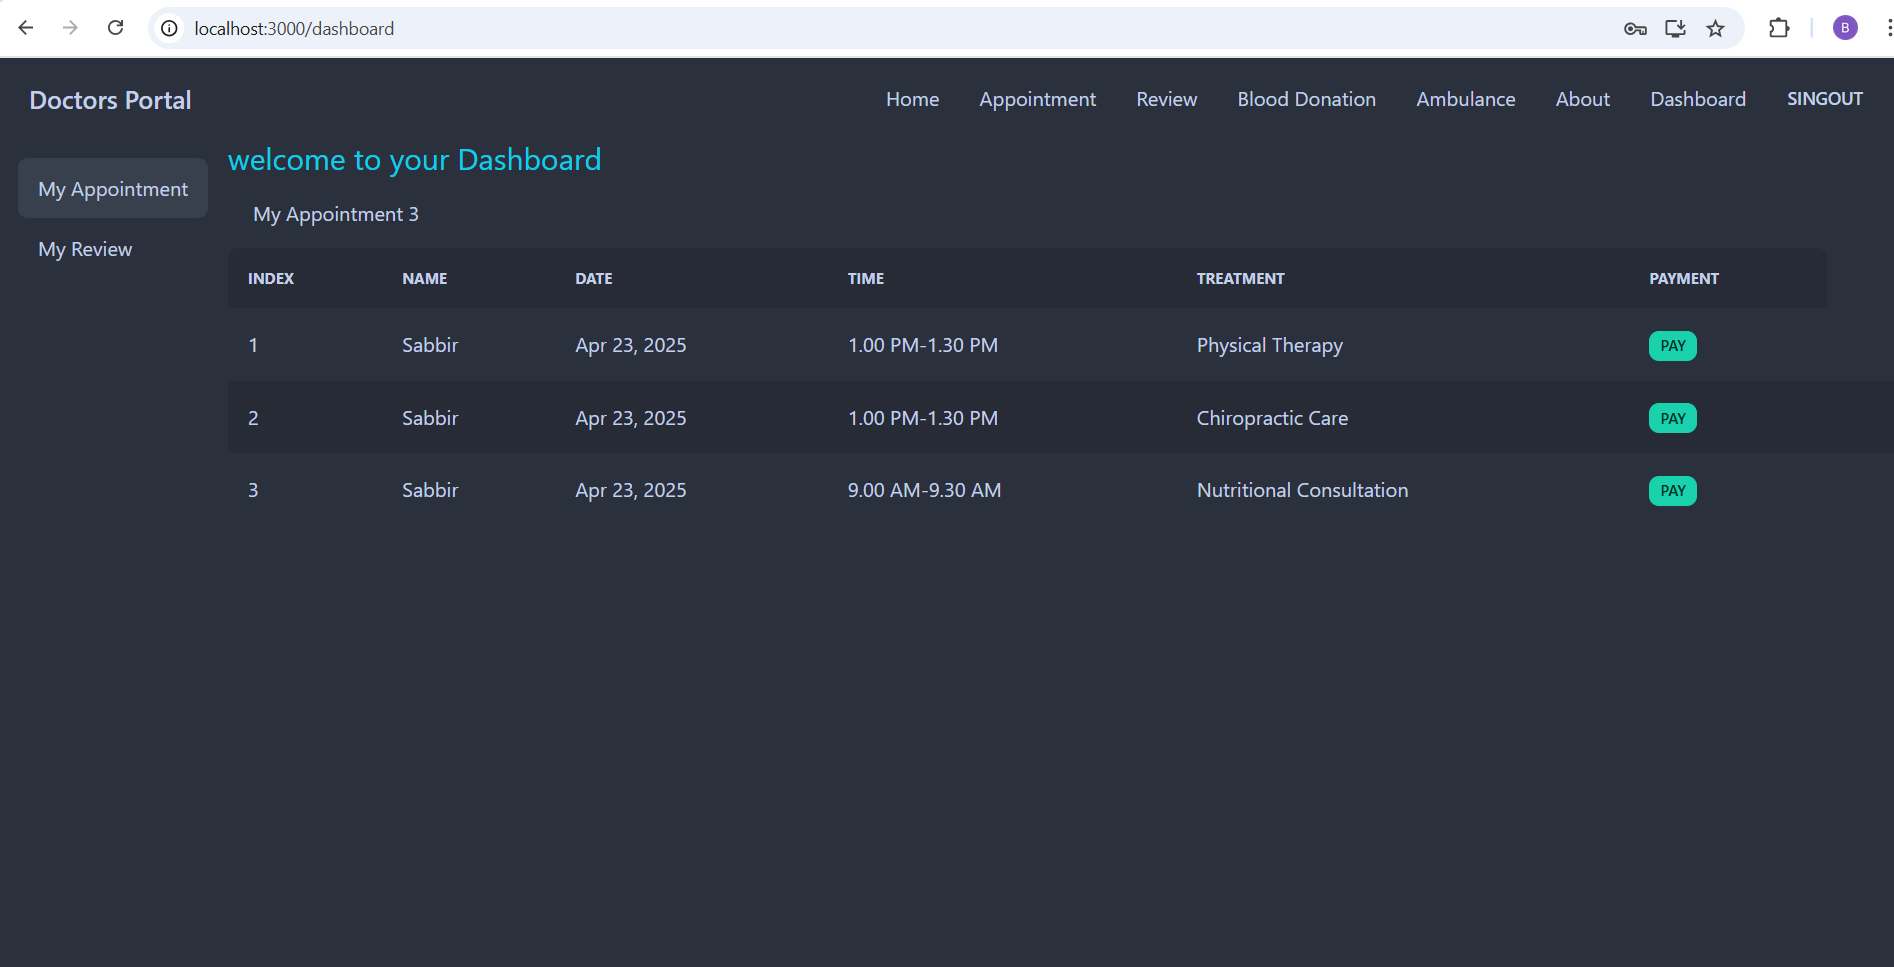 localhost:3000/dashboard
B
Doctors Portal Home Appointment Review Blood Donation Ambulance About Dashboard SINGOUT
My Appointment
My Review
welcome to your Dashboard
My Appointment 3
INDEX NAME DATE TIME TREATMENT PAYMENT
1 Sabbir Apr 23, 2025 1.00 PM-1.30 PM Physical Therapy PAY
2 Sabbir Apr 23, 2025 1.00 PM-1.30 PM Chiropractic Care PAY
3 Sabbir Apr 23, 2025 9.00 AM-9.30 AM Nutritional Consultation PAY